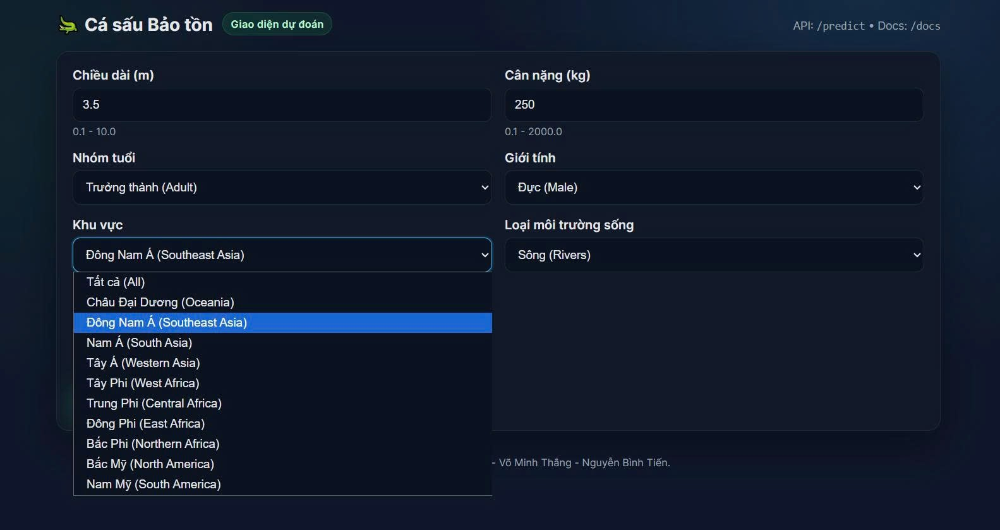 Cá sấu Bảo tồn
Giao diện dự đoán
API: /predict • Docs: /docs
Chiều dài (m)
3.5
0.1 - 10.0
Cân nặng (kg)
250
0.1 - 2000.0
Nhóm tuổi
Trưởng thành (Adult)
Giới tính
Đực (Male)
Khu vực
Đông Nam Á (Southeast Asia)
Loại môi trường sống
Sông (Rivers)
Tất cả (All)
Châu Đại Dương (Oceania)
Đông Nam Á (Southeast Asia)
Nam Á (South Asia)
Tây Á (Western Asia)
Tây Phi (West Africa)
Trung Phi (Central Africa)
Đông Phi (East Africa)
Bắc Phi (Northern Africa)
Bắc Mỹ (North America)
Nam Mỹ (South America)
- Võ Minh Thắng - Nguyễn Bình Tiến.